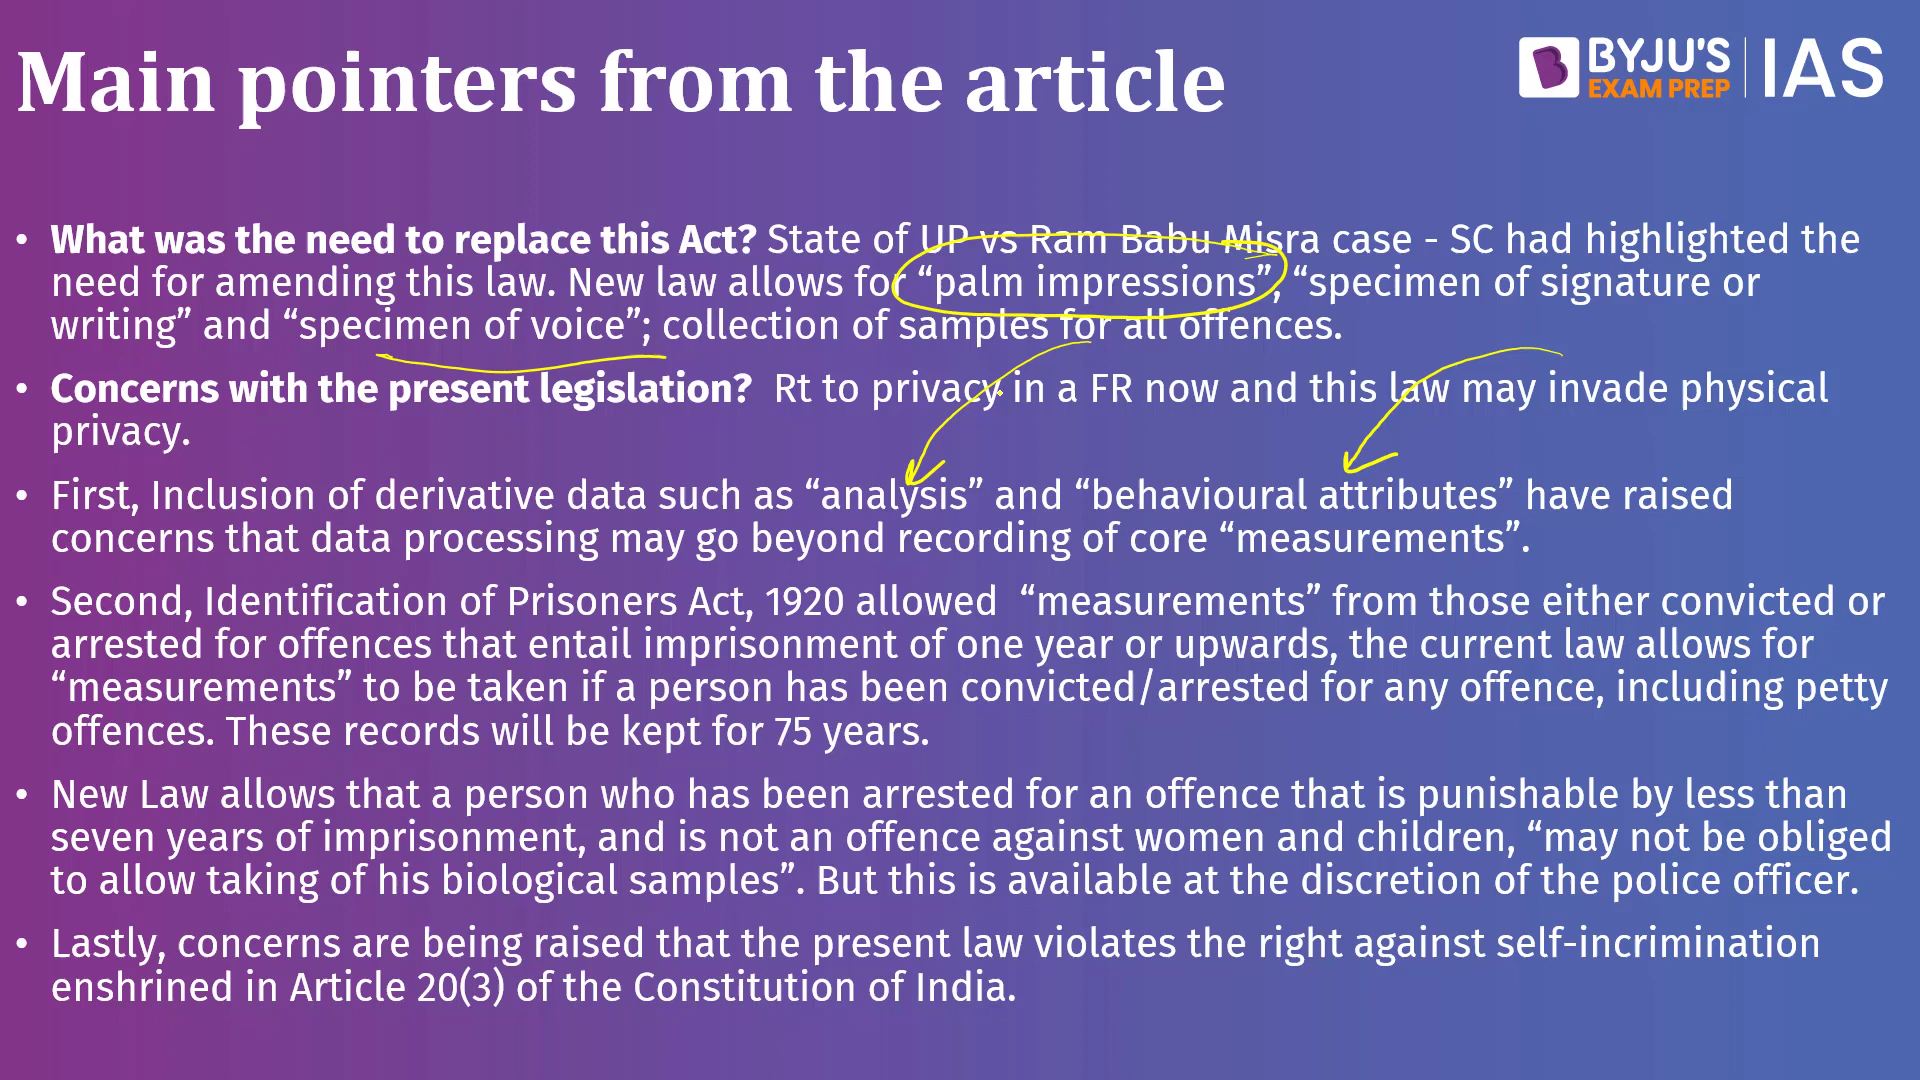 Main pointers from the article
BYJU'S
EXAM PREP
IAS
• What was the need to replace this Act? State of UP vs Ram Babu Misra case - SC had highlighted the
need for amending this law. New law allows for “palm impressions”, “specimen of signature or
writing” and “specimen of voice”; collection of samples for all offences.
• Concerns with the present legislation? Rt to privacy in a FR now and this law may invade physical
privacy.
• First, Inclusion of derivative data such as “analysis” and “behavioural attributes” have raised
concerns that data processing may go beyond recording of core “measurements”.
• Second, Identification of Prisoners Act, 1920 allowed “measurements” from those either convicted or
arrested for offences that entail imprisonment of one year or upwards, the current law allows for
“measurements” to be taken if a person has been convicted/arrested for any offence, including petty
offences. These records will be kept for 75 years.
• New Law allows that a person who has been arrested for an offence that is punishable by less than
seven years of imprisonment, and is not an offence against women and children, “may not be obliged
to allow taking of his biological samples”. But this is available at the discretion of the police officer.
• Lastly, concerns are being raised that the present law violates the right against self-incrimination
enshrined in Article 20(3) of the Constitution of India.